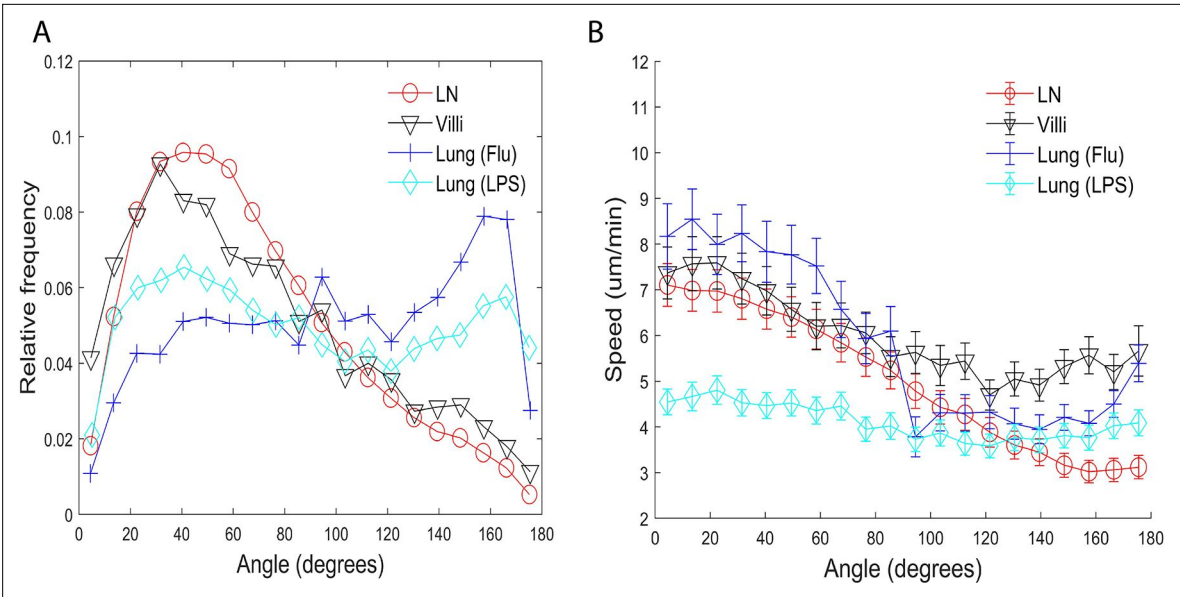 A
B
0.12
0.1
0.08
0.06
0.04
0.02
0
Relative frequency
0 20 40 60 80 100 120 140 160 180
Angle (degrees)
LN
Villi
Lung (Flu)
Lung (LPS)
12
11
10
9
8
7
6
5
4
3
2
Speed (um/min)
0 20 40 60 80 100 120 140 160 180
Angle (degrees)
LN
Villi
Lung (Flu)
Lung (LPS)